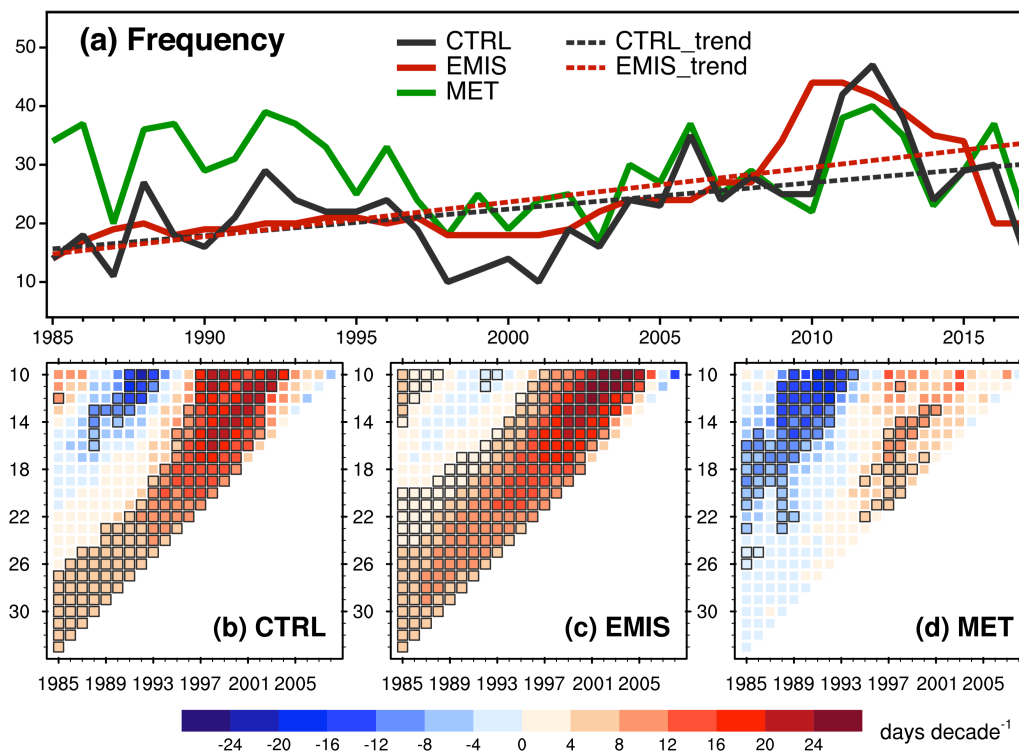 (a) Frequency
CTRL
EMIS
MET
CTRL_trend
EMIS_trend
50
40
30
20
10
1985 1990 1995 2000 2005 2010 2015
10
14
18
22
26
30
(b) CTRL
1985 1989 1993 1997 2001 2005
10
14
18
22
26
30
(c) EMIS
1985 1989 1993 1997 2001 2005
10
14
18
22
26
30
(d) MET
1985 1989 1993 1997 2001 2005
-24 -20 -16 -12 -8 -4 0 4 8 12 16 20 24
days decade⁻¹